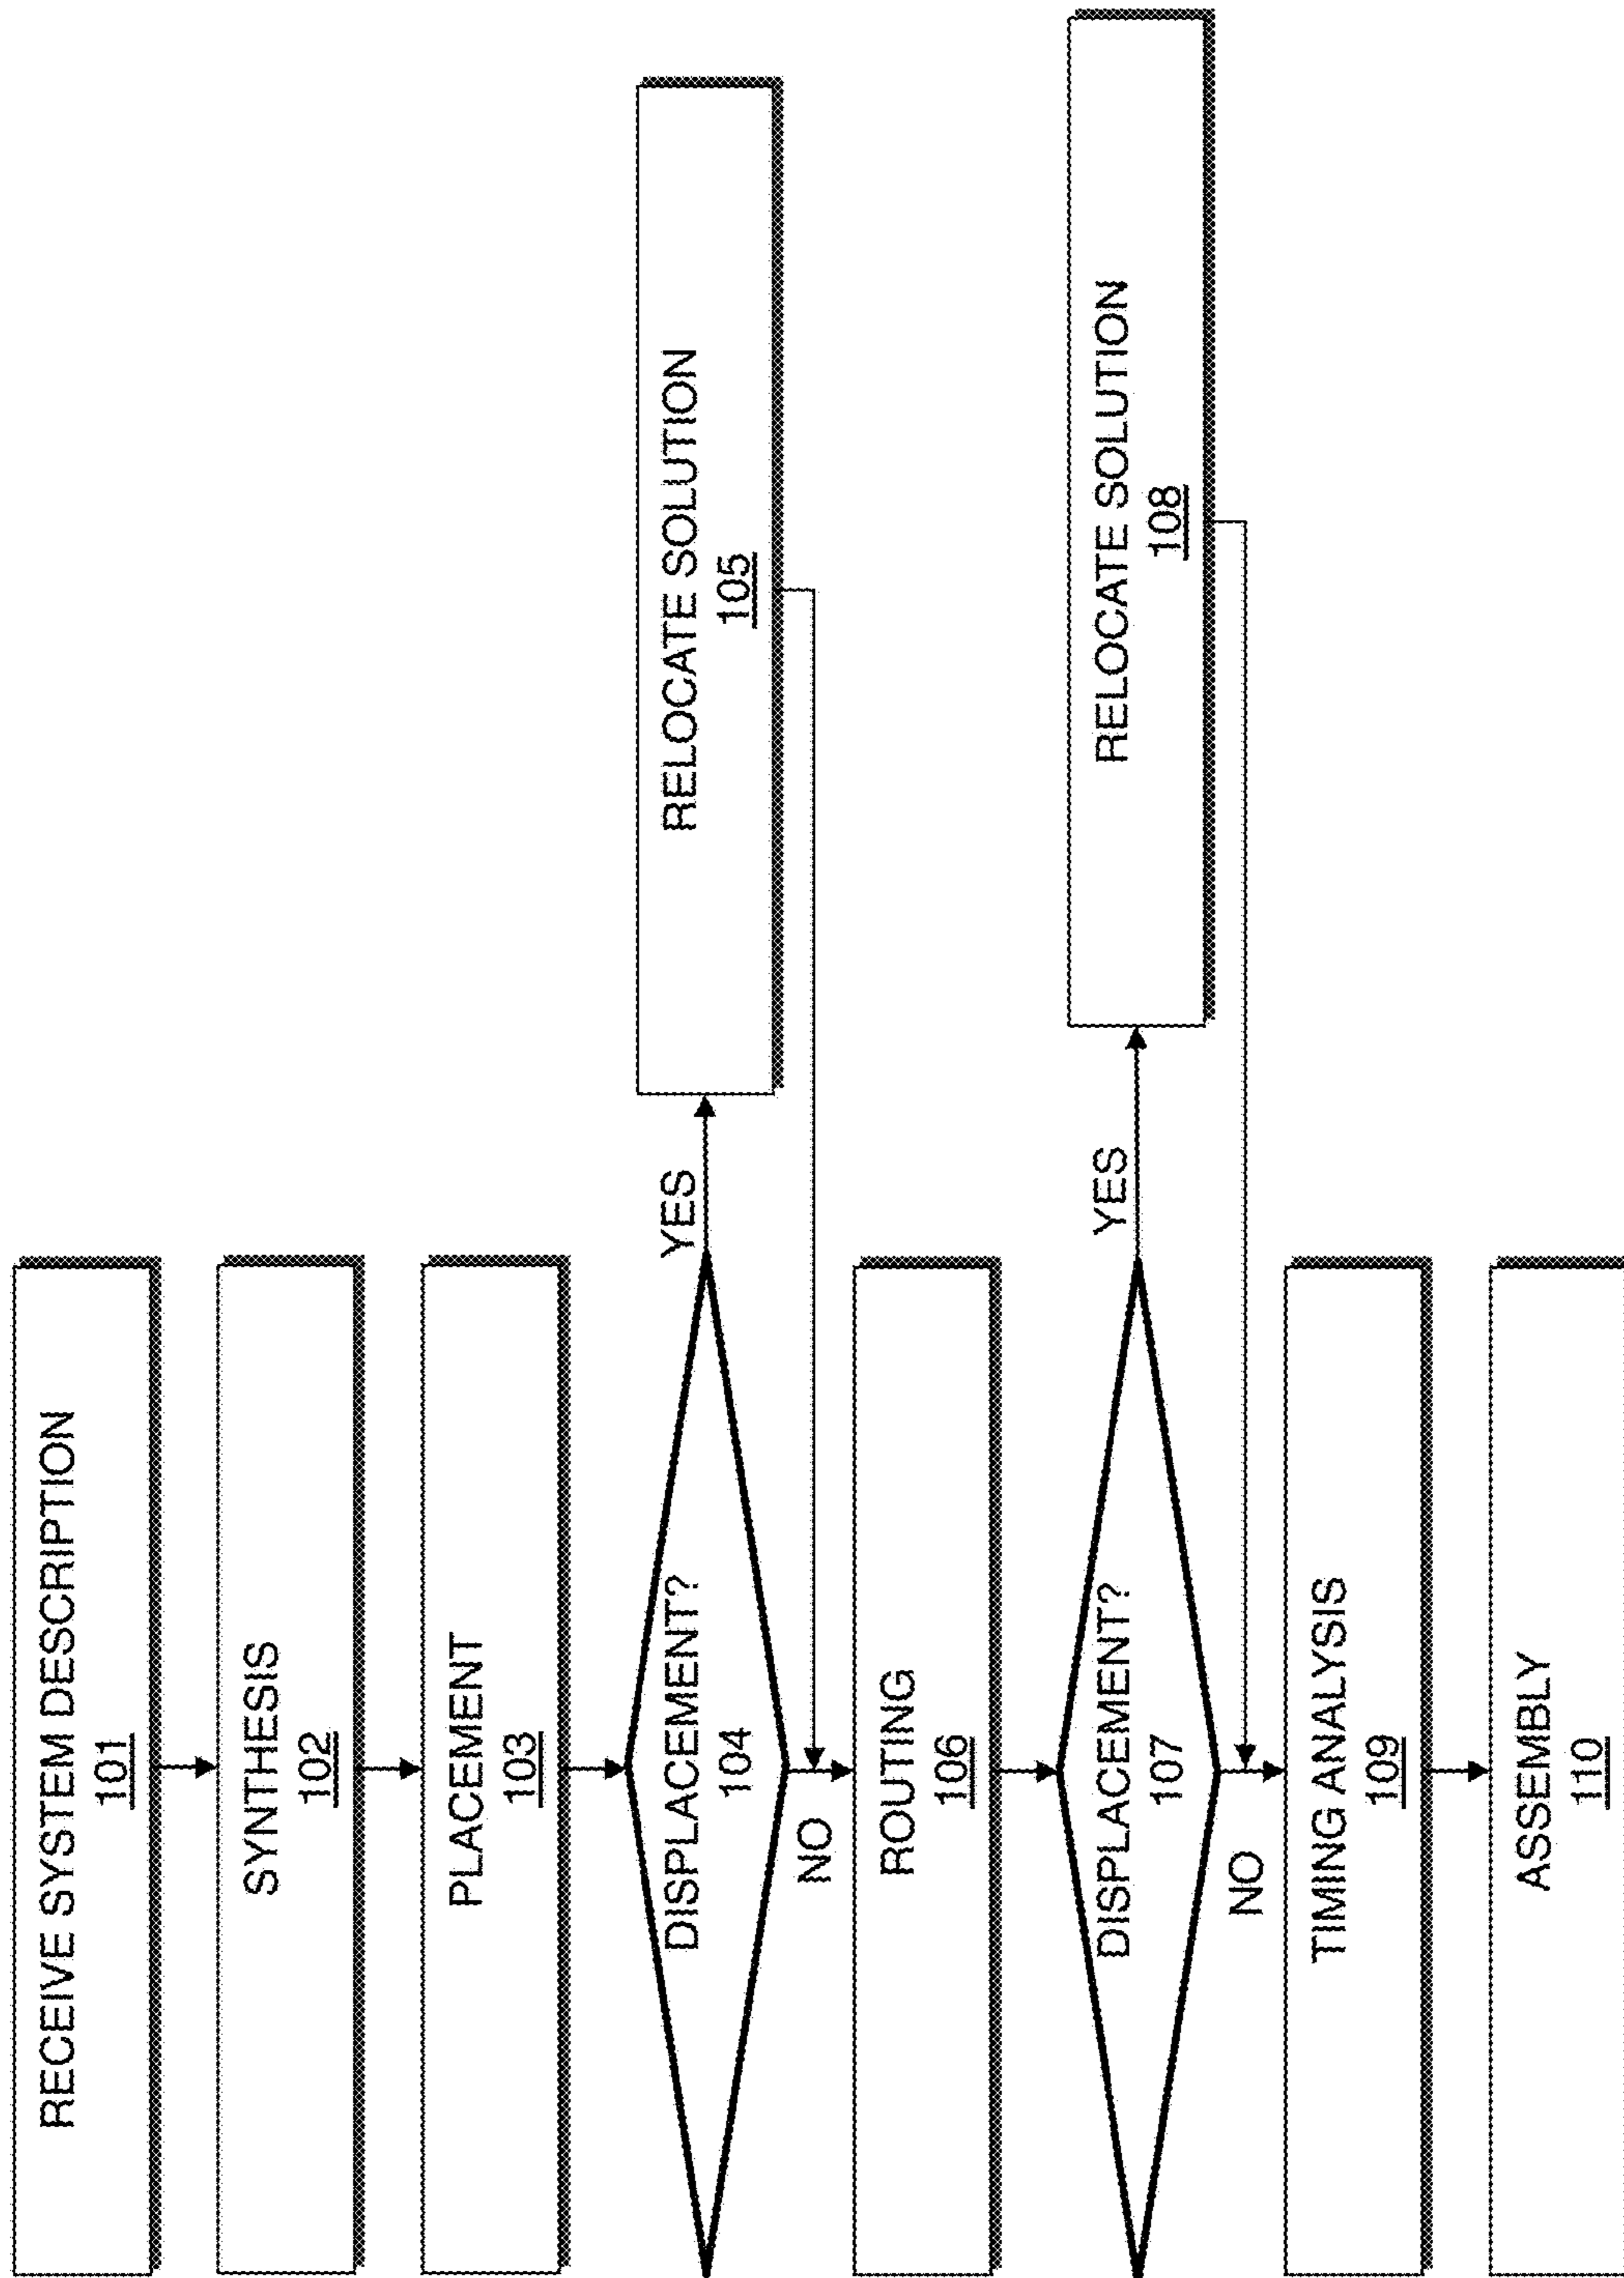 RECEIVE SYSTEM DESCRIPTION
101
SYNTHESIS
102
PLACEMENT
103
DISPLACEMENT?
104
YES
RELOCATE SOLUTION
105
NO
ROUTING
106
DISPLACEMENT?
107
YES
RELOCATE SOLUTION
108
NO
TIMING ANALYSIS
109
ASSEMBLY
110